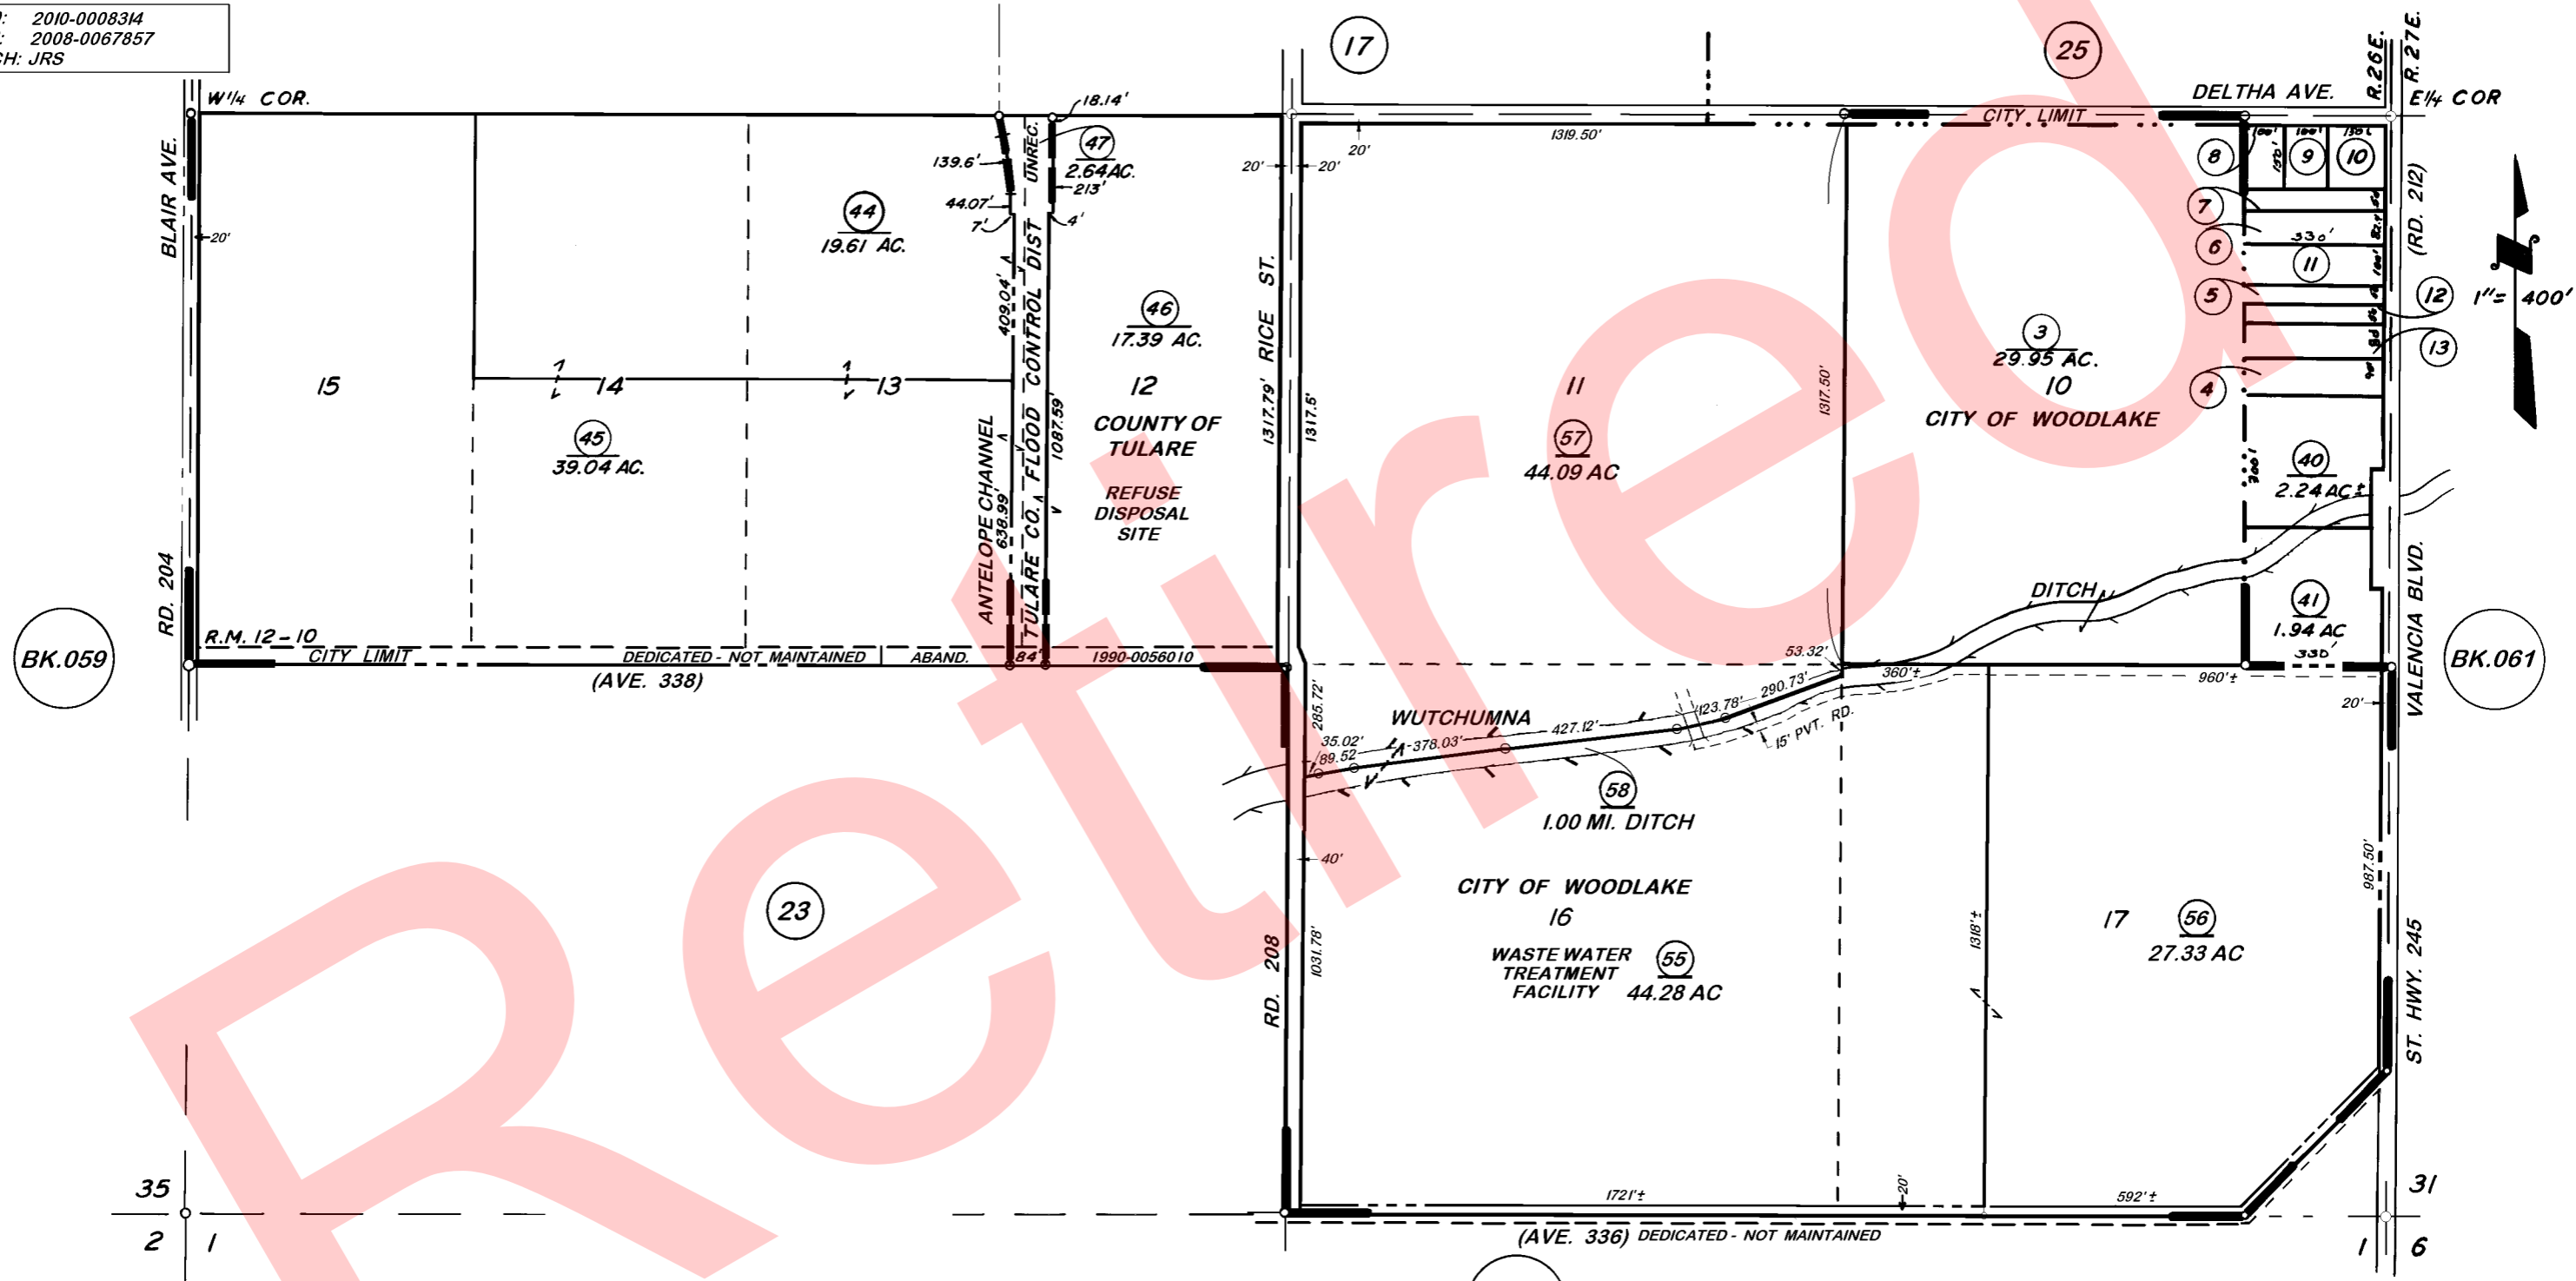 2010-0008314
2008-0067857
CH: JRS
17
25
R.26E.
R.27E.
W¼ COR.
DELTHA AVE.
E¼ COR
CITY LIMIT
18.14'
1319.50'
20'
BLAIR AVE.
20'
139.6'
44.07'
7'
UNREC.
47
2.64 AC.
213'
4'
20'
20'
44
19.61 AC.
8
9
10
100'
100'
7
6
330'
11
5
12
13
4
(RD. 212)
1"= 400'
409.04'
TULARE CO. FLOOD CONTROL DIST
46
17.39 AC.
12
COUNTY OF
TULARE
REFUSE
DISPOSAL
SITE
RICE ST.
1317.79'
1317.5'
15
14
13
45
39.04 AC.
ANTELOPE CHANNEL
638.99'
1087.59'
11
57
44.09 AC
1317.50'
3
29.95 AC.
10
CITY OF WOODLAKE
300'
40
2.24 AC±
DITCH
41
1.94 AC
330'
VALENCIA BLVD.
RD. 204
BK.059
BK.061
R.M. 12-10
CITY LIMIT
DEDICATED - NOT MAINTAINED
ABAND.
84'
1990-0056010
(AVE. 338)
53.32'
360'±
960'±
20'
285.72'
WUTCHUMNA
35.02'
89.52
378.03'
427.12'
123.78'
290.73'
15' PVT. RD.
58
1.00 MI. DITCH
40'
CITY OF WOODLAKE
16
WASTE WATER
TREATMENT
FACILITY
55
44.28 AC
23
RD. 208
1031.78'
1318'±
17
56
27.33 AC
987.50'
ST. HWY. 245
1721'±
20'
592'±
35
2
1
31
1
6
(AVE. 336) DEDICATED - NOT MAINTAINED
Retired